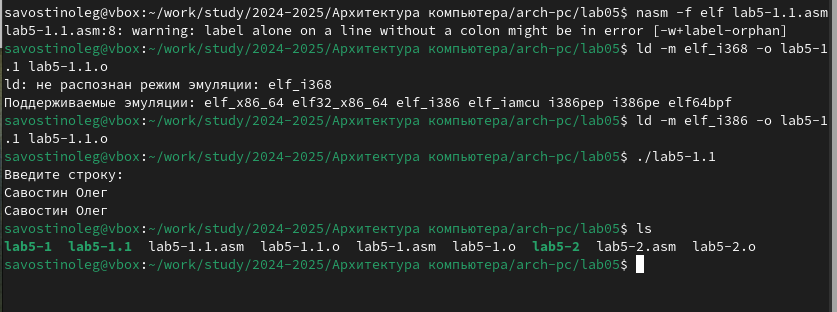 savostinoleg@vbox:~/work/study/2024-2025/Архитектура компьютера/arch-pc/lab05$ nasm -f elf lab5-1.1.asm
lab5-1.1.asm:8: warning: label alone on a line without a colon might be in error [-w+label-orphan]
savostinoleg@vbox:~/work/study/2024-2025/Архитектура компьютера/arch-pc/lab05$ ld -m elf_i368 -o lab5-1
.1 lab5-1.1.o
ld: не распознан режим эмуляции: elf_i368
Поддерживаемые эмуляции: elf_x86_64 elf32_x86_64 elf_i386 elf_iamcu i386pep i386pe elf64bpf
savostinoleg@vbox:~/work/study/2024-2025/Архитектура компьютера/arch-pc/lab05$ ld -m elf_i386 -o lab5-1
.1 lab5-1.1.o
savostinoleg@vbox:~/work/study/2024-2025/Архитектура компьютера/arch-pc/lab05$ ./lab5-1.1
Введите строку:
Савостин Олег
Савостин Олег
savostinoleg@vbox:~/work/study/2024-2025/Архитектура компьютера/arch-pc/lab05$ ls
lab5-1  lab5-1.1  lab5-1.1.asm  lab5-1.1.o  lab5-1.asm  lab5-1.o  lab5-2  lab5-2.asm  lab5-2.o
savostinoleg@vbox:~/work/study/2024-2025/Архитектура компьютера/arch-pc/lab05$